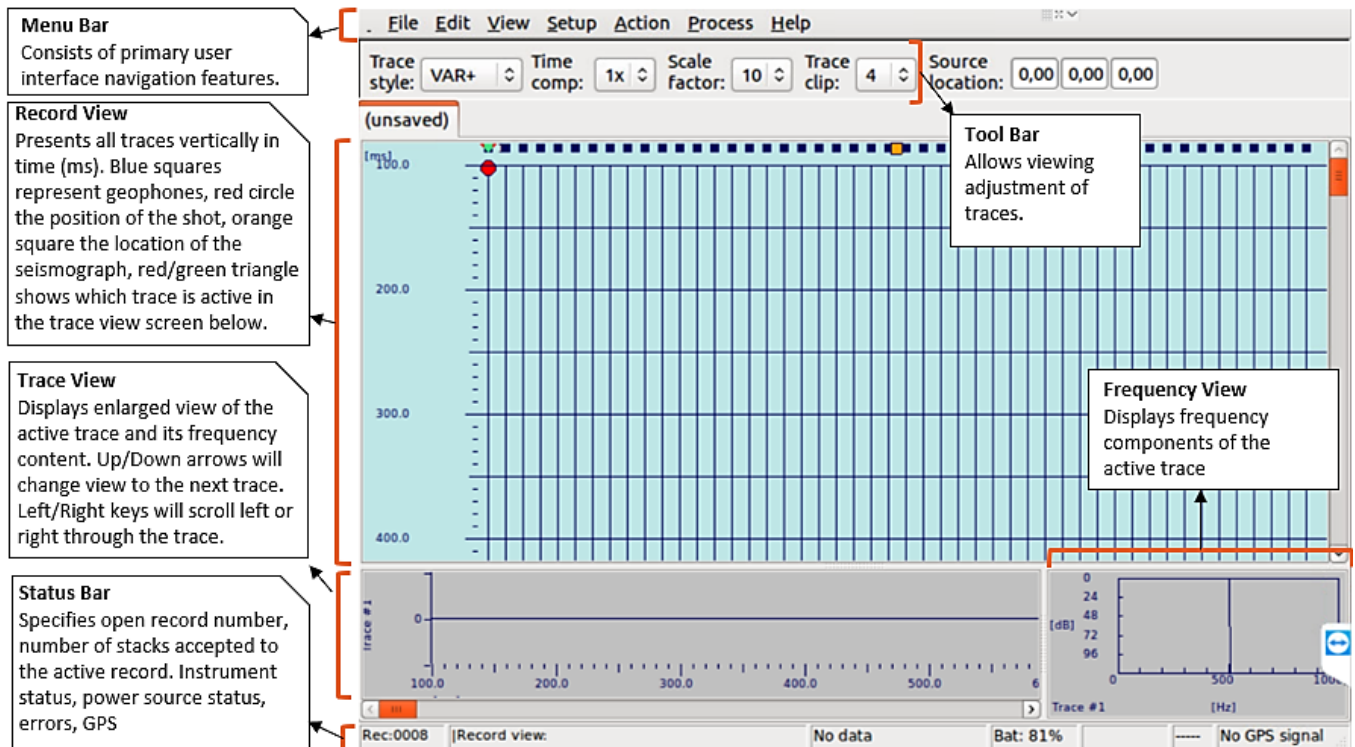 Menu Bar
Consists of primary user
interface navigation features.
Record View
Presents all traces vertically in
time (ms). Blue squares
represent geophones, red circle
the position of the shot, orange
square the location of the
seismograph, red/green triangle
shows which trace is active in
the trace view screen below.
Trace View
Displays enlarged view of the
active trace and its frequency
content. Up/Down arrows will
change view to the next trace.
Left/Right keys will scroll left or
right through the trace.
Status Bar
Specifies open record number,
number of stacks accepted to
the active record. Instrument
status, power source status,
errors, GPS
. File Edit View Setup Action Process Help
Trace style: VAR+ Time comp: 1x Scale factor: 10 Trace clip: 4 Source location: 0,00 0,00 0,00
(unsaved)
Tool Bar
Allows viewing
adjustment of
traces.
[ms]
100.0
200.0
300.0
400.0
Frequency View
Displays frequency
components of the
active trace
Trace #1
0
100.0 200.0 300.0 400.0 500.0 6
[dB]
0
24
48
72
96
0 500 1000
Trace #1 [Hz]
Rec:0008 |Record view: No data Bat: 81% ----- No GPS signal